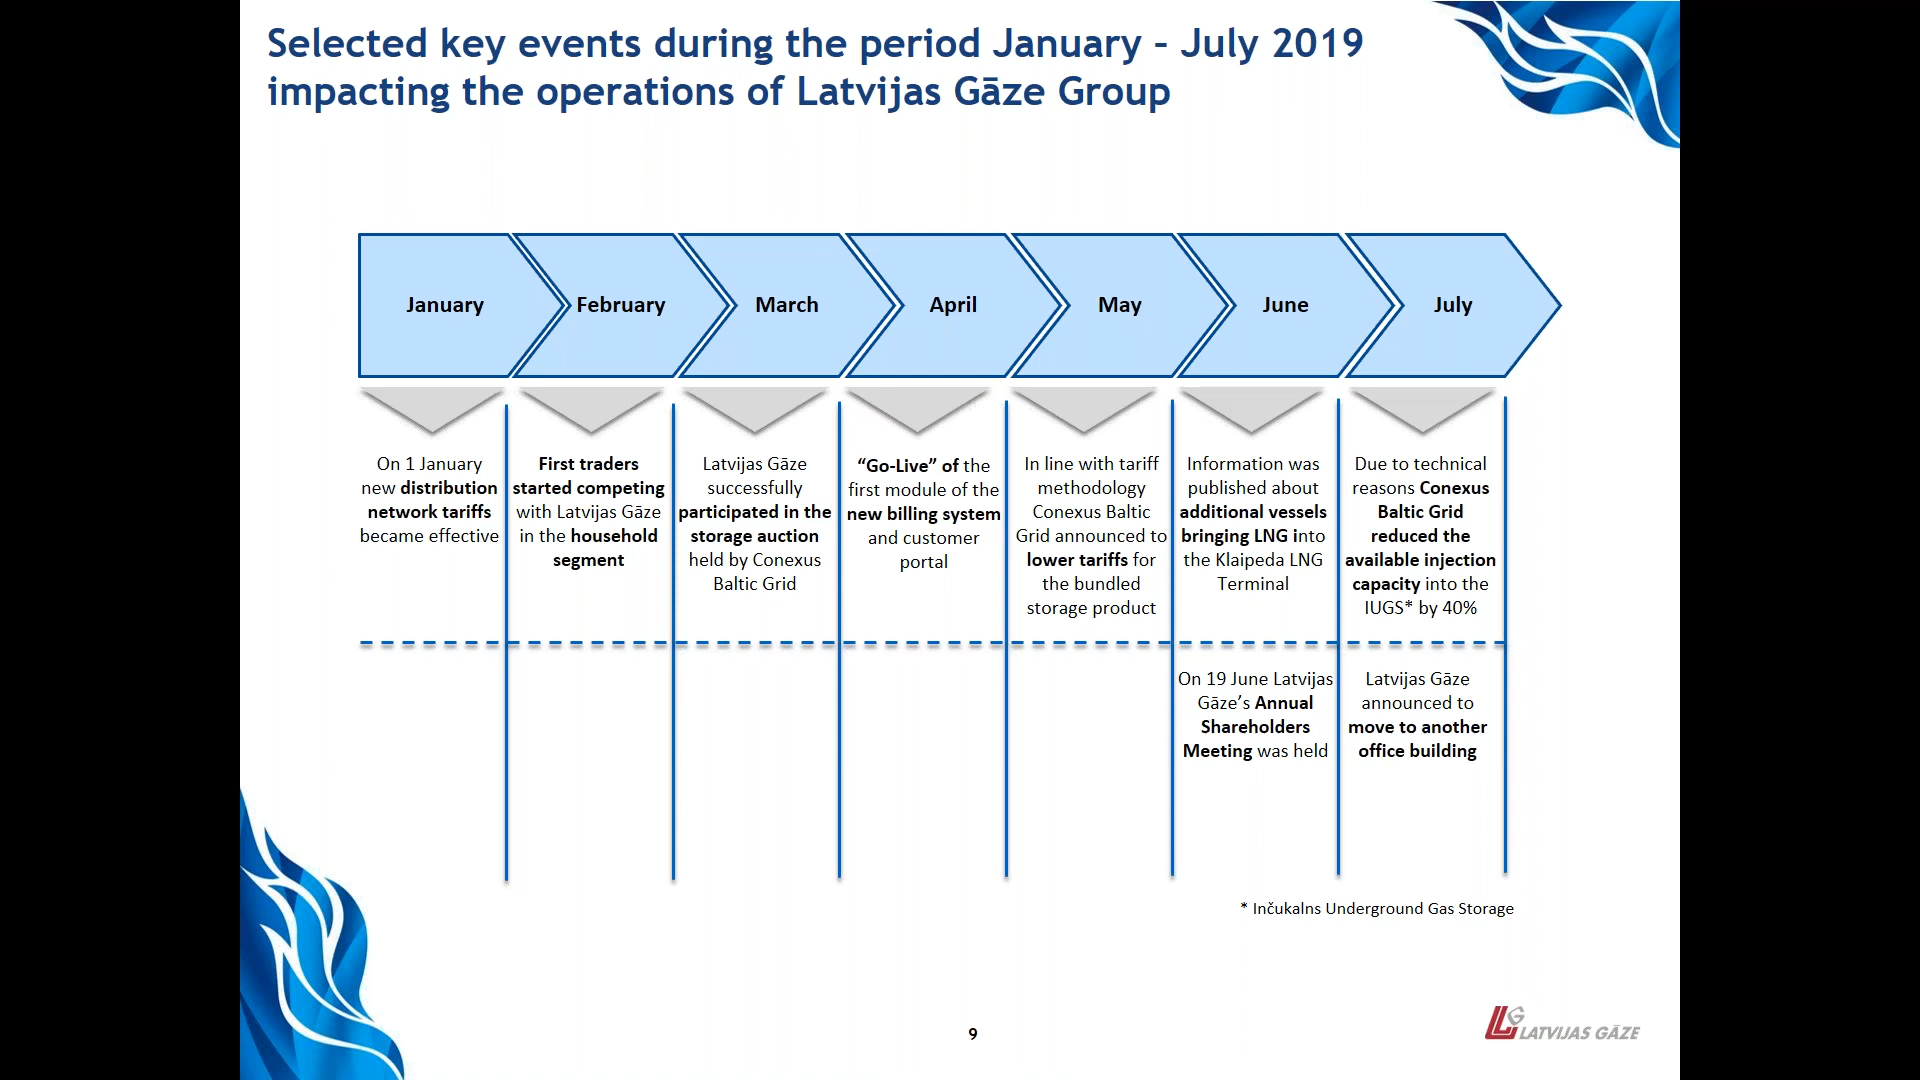 Selected key events during the period January – July 2019
impacting the operations of Latvijas Gāze Group
January
February
March
April
May
June
July
On 1 January
new distribution
network tariffs
became effective
First traders
started competing
with Latvijas Gāze
in the household
segment
Latvijas Gāze
successfully
participated in the
storage auction
held by Conexus
Baltic Grid
“Go-Live” of the
first module of the
new billing system
and customer
portal
In line with tariff
methodology
Conexus Baltic
Grid announced to
lower tariffs for
the bundled
storage product
Information was
published about
additional vessels
bringing LNG into
the Klaipeda LNG
Terminal
Due to technical
reasons Conexus
Baltic Grid
reduced the
available injection
capacity into the
IUGS* by 40%
On 19 June Latvijas
Gāze’s Annual
Shareholders
Meeting was held
Latvijas Gāze
announced to
move to another
office building
* Inčukalns Underground Gas Storage
9
LG LATVIJAS GĀZE